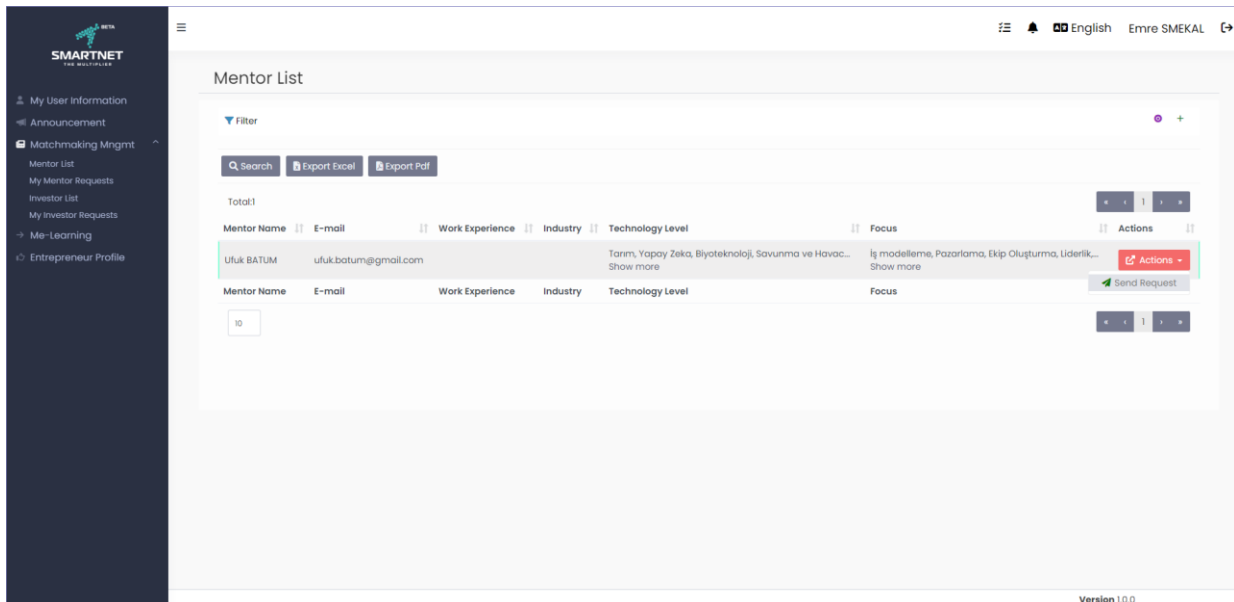 BETA
SMARTNET
THE MULTIPLIER
English Emre SMEKAL
Mentor List
My User Information
Announcement
Matchmaking Mngmt
Mentor List
My Mentor Requests
Investor List
My Investor Requests
Me-Learning
Entrepreneur Profile
Filter
+
Search Export Excel Export Pdf
Total:1
« ‹ 1 › »
Mentor Name E-mail Work Experience Industry Technology Level Focus Actions
Ufuk BATUM ufuk.batum@gmail.com Tarım, Yapay Zeka, Biyoteknoloji, Savunma ve Havac... İş modelleme, Pazarlama, Ekip Oluşturma, Liderlik,... Actions
Show more Show more
Send Request
Mentor Name E-mail Work Experience Industry Technology Level Focus
10
« ‹ 1 › »
Version 1.0.0